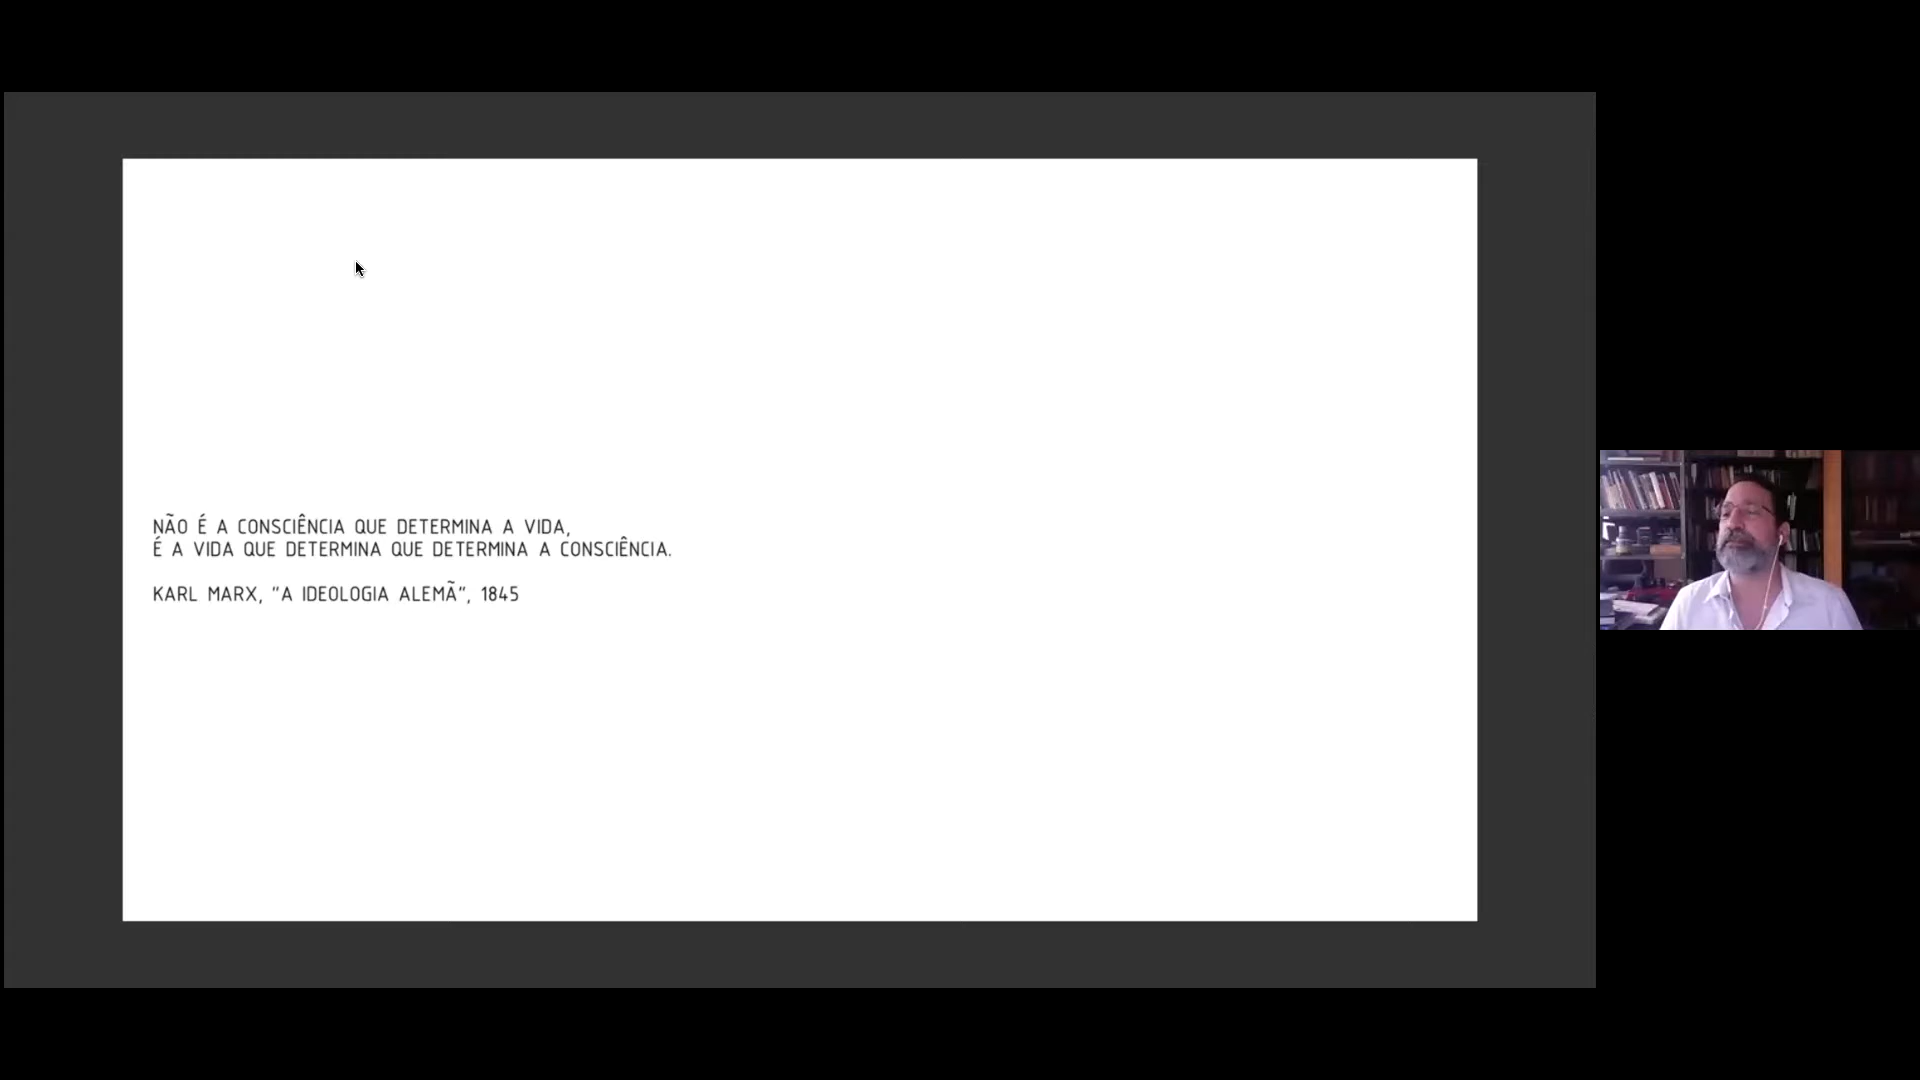 NÃO É A CONSCIÊNCIA QUE DETERMINA A VIDA,
É A VIDA QUE DETERMINA QUE DETERMINA A CONSCIÊNCIA.
KARL MARX, "A IDEOLOGIA ALEMÃ", 1845